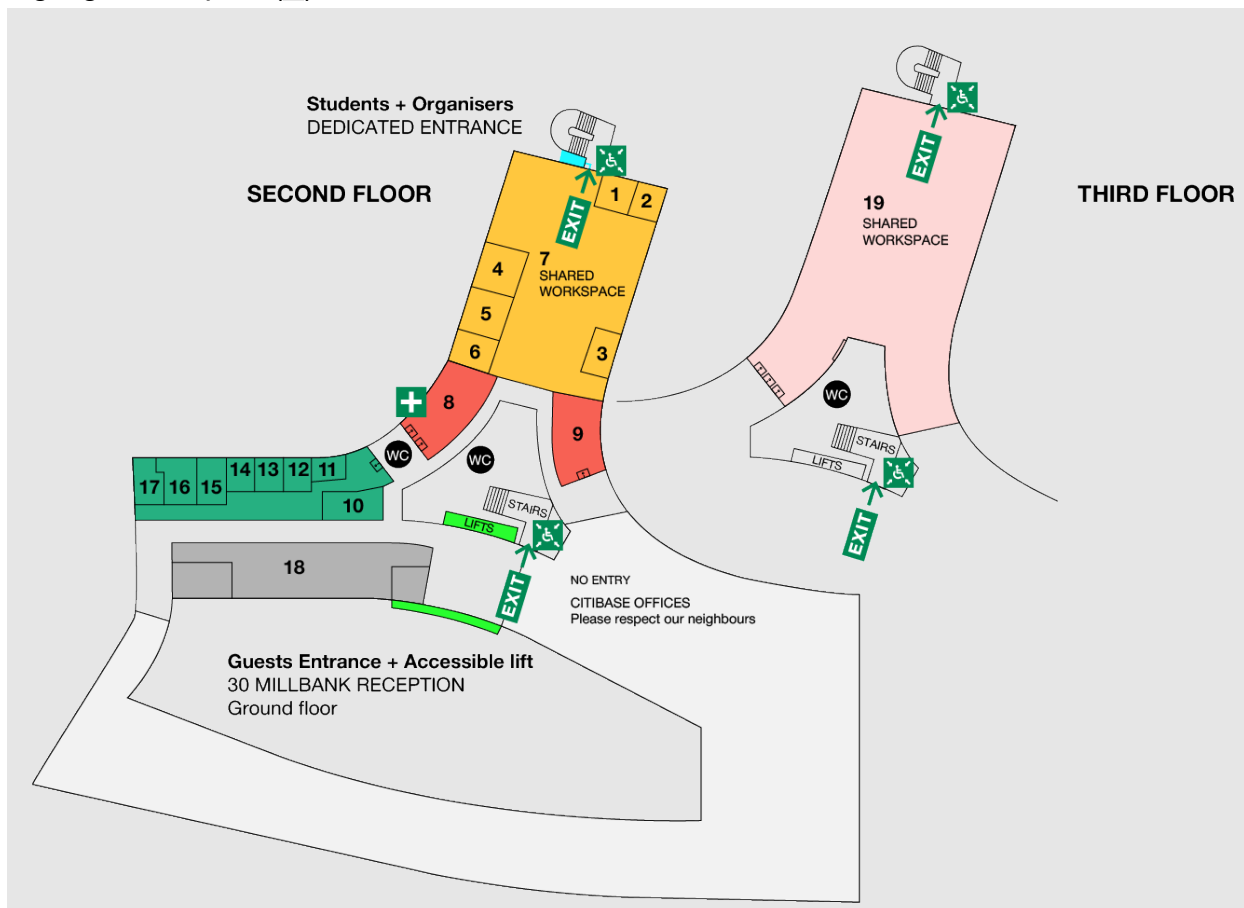 Students + Organisers
DEDICATED ENTRANCE
SECOND FLOOR
THIRD FLOOR
EXIT
1
2
7
SHARED
WORKSPACE
4
5
6
3
8
9
WC
WC
14
13
12
11
17
16
15
10
STAIRS
LIFTS
18
EXIT
NO ENTRY
CITIBASE OFFICES
Please respect our neighbours
Guests Entrance + Accessible lift
30 MILLBANK RECEPTION
Ground floor
EXIT
19
SHARED
WORKSPACE
WC
STAIRS
LIFTS
EXIT